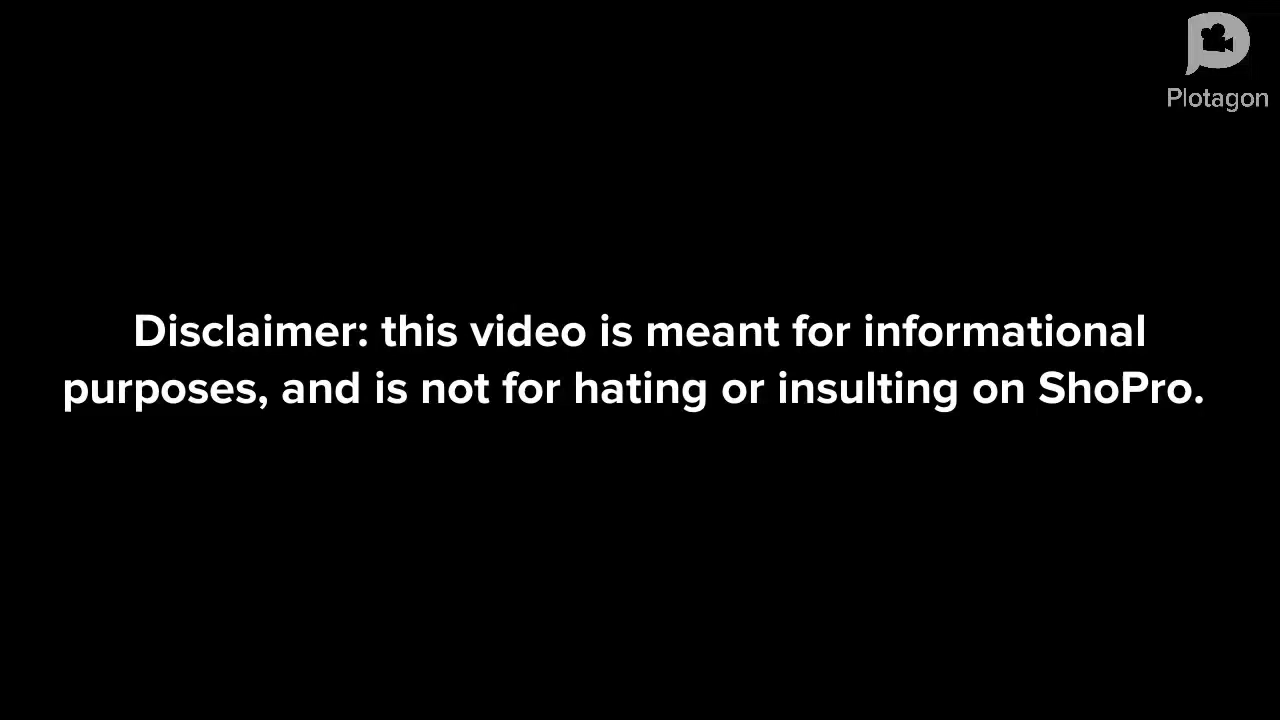 Plotagon
Disclaimer: this video is meant for informational
purposes, and is not for hating or insulting on ShoPro.